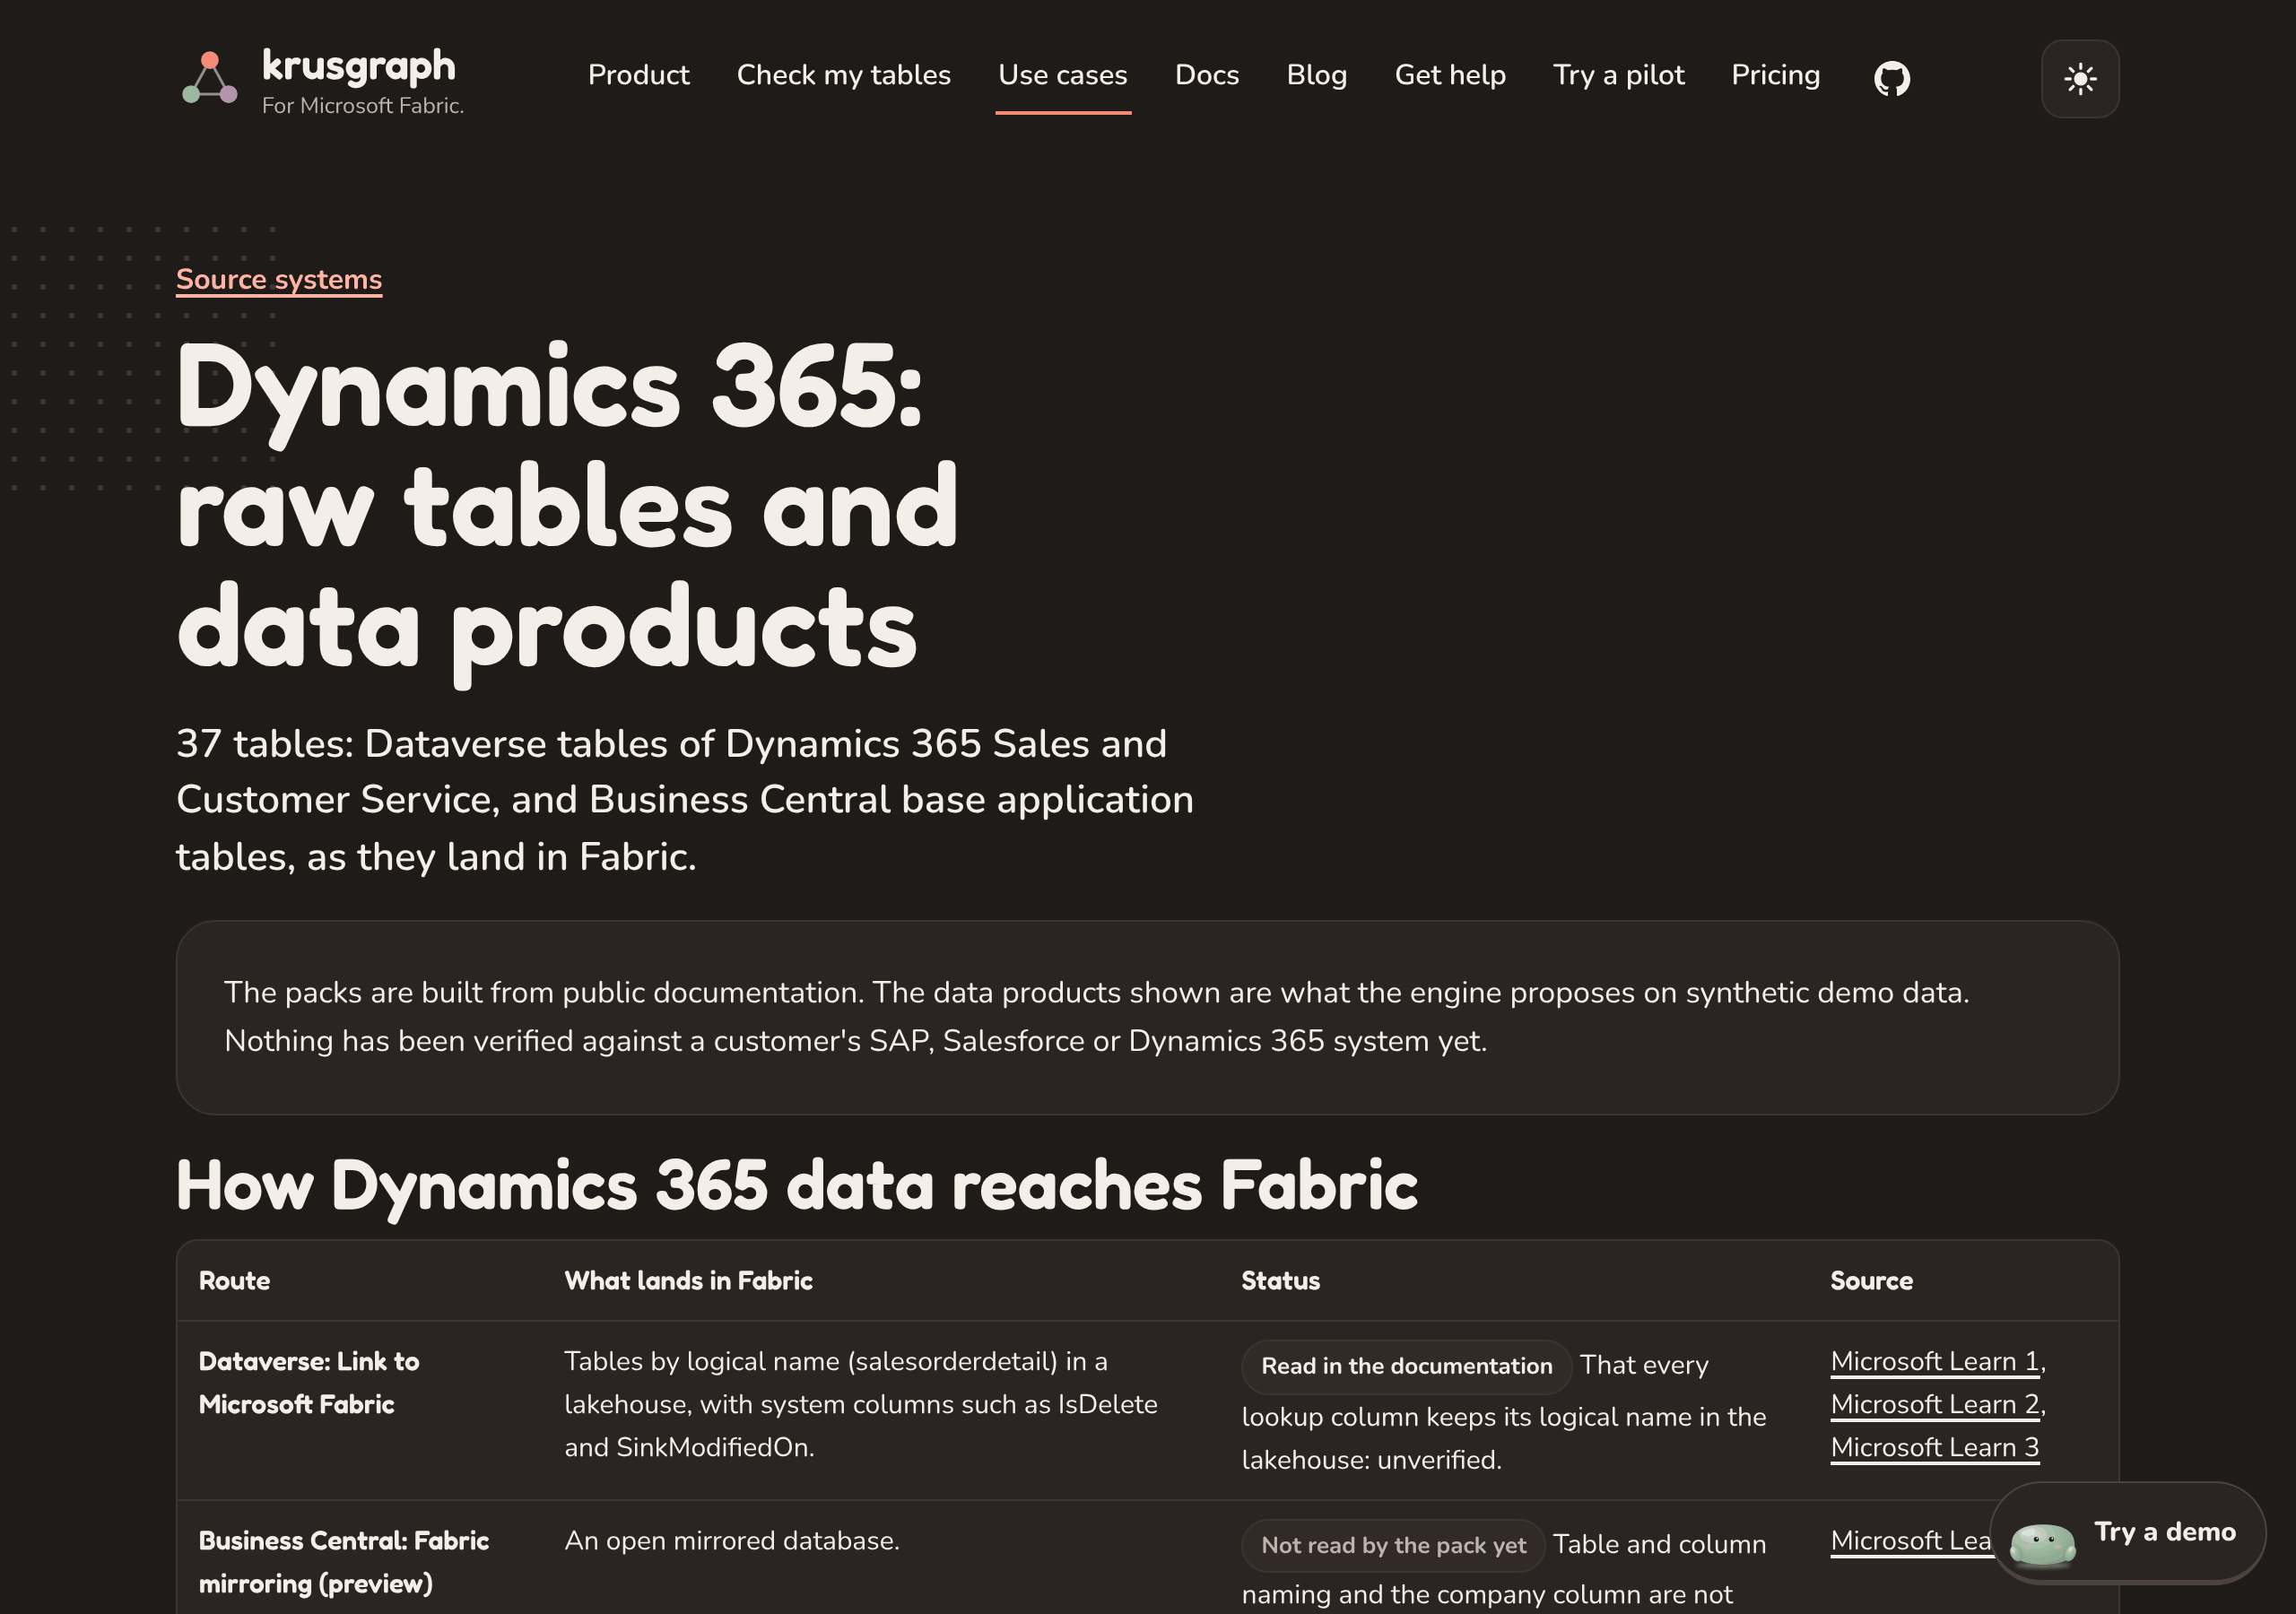 krusgraph
For Microsoft Fabric.
Product
Check my tables
Use cases
Docs
Blog
Get help
Try a pilot
Pricing
Source systems
Dynamics 365:
raw tables and
data products
37 tables: Dataverse tables of Dynamics 365 Sales and
Customer Service, and Business Central base application
tables, as they land in Fabric.
The packs are built from public documentation. The data products shown are what the engine proposes on synthetic demo data.
Nothing has been verified against a customer's SAP, Salesforce or Dynamics 365 system yet.
How Dynamics 365 data reaches Fabric
Route
What lands in Fabric
Status
Source
Dataverse: Link to
Microsoft Fabric
Tables by logical name (salesorderdetail) in a
lakehouse, with system columns such as IsDelete
and SinkModifiedOn.
Read in the documentation That every
lookup column keeps its logical name in the
lakehouse: unverified.
Microsoft Learn 1,
Microsoft Learn 2,
Microsoft Learn 3
Business Central: Fabric
mirroring (preview)
An open mirrored database.
Not read by the pack yet Table and column
naming and the company column are not
Microsoft Lea
Try a demo